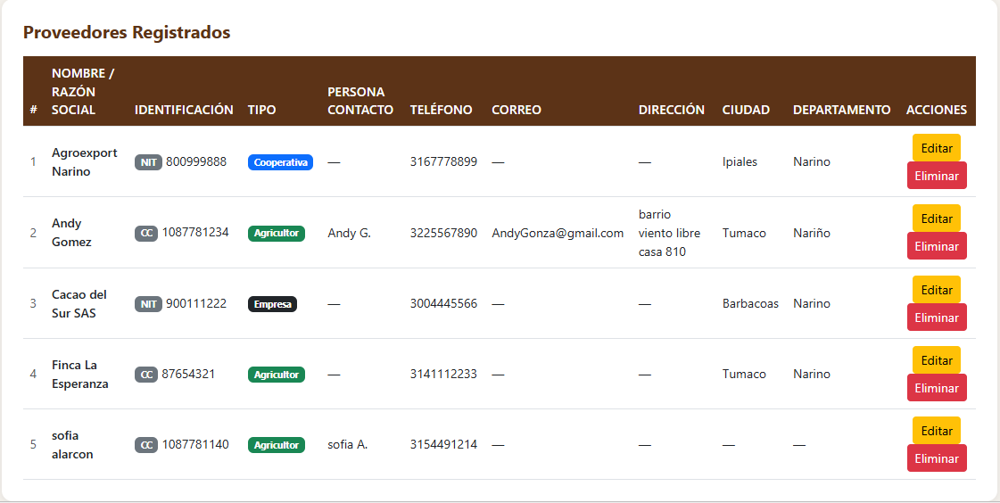 Proveedores Registrados
# NOMBRE / RAZÓN SOCIAL IDENTIFICACIÓN TIPO PERSONA CONTACTO TELÉFONO CORREO DIRECCIÓN CIUDAD DEPARTAMENTO ACCIONES
1 Agroexport Narino NIT 800999888 Cooperativa — 3167778899 — — Ipiales Narino Editar Eliminar
2 Andy Gomez CC 1087781234 Agricultor Andy G. 3225567890 AndyGonza@gmail.com barrio viento libre casa 810 Tumaco Nariño Editar Eliminar
3 Cacao del Sur SAS NIT 900111222 Empresa — 3004445566 — — Barbacoas Narino Editar Eliminar
4 Finca La Esperanza CC 87654321 Agricultor — 3141112233 — — Tumaco Narino Editar Eliminar
5 sofia alarcon CC 1087781140 Agricultor sofia A. 3154491214 — — — — Editar Eliminar